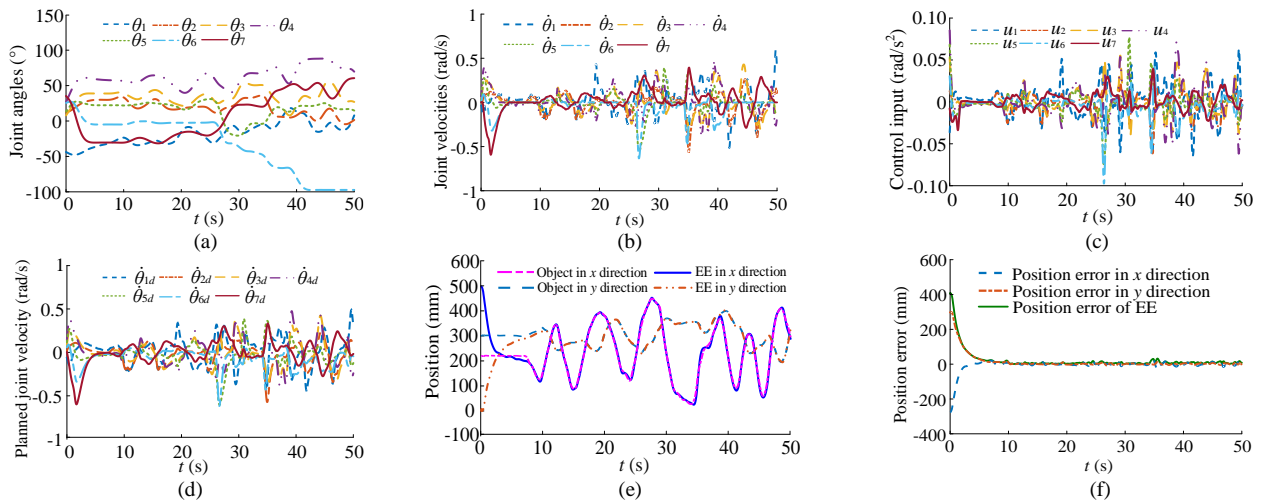 150
100
50
0
-50
-100
Joint angles (°)
θ1 θ2 θ3 θ4
θ5 θ6 θ7
0 10 20 30 40 50
t (s)
(a)
1
0.5
0
-0.5
-1
Joint velocities (rad/s)
θ̇1 θ̇2 θ̇3 θ̇4
θ̇5 θ̇6 θ̇7
0 10 20 30 40 50
t (s)
(b)
0.10
0.05
0
-0.05
-0.10
Control input (rad/s²)
u1 u2 u3 u4
u5 u6 u7
0 10 20 30 40 50
t (s)
(c)
1
0.5
0
-0.5
-1
Planned joint velocity (rad/s)
θ̇1d θ̇2d θ̇3d θ̇4d
θ̇5d θ̇6d θ̇7d
0 10 20 30 40 50
t (s)
(d)
600
500
400
300
200
100
0
-100
Position (mm)
Object in x direction EE in x direction
Object in y direction EE in y direction
0 10 20 30 40 50
t (s)
(e)
600
400
200
0
-200
-400
Position error (mm)
Position error in x direction
Position error in y direction
Position error of EE
0 10 20 30 40 50
t (s)
(f)